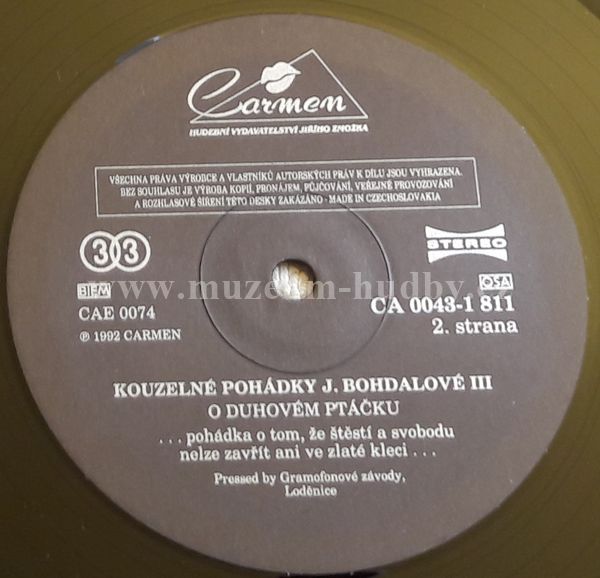 Carmen
HUDEBNÍ VYDAVATELSTVÍ JIŘÍHO ZMOŽKA
VŠECHNA PRÁVA VÝROBCE A VLASTNÍKŮ AUTORSKÝCH PRÁV K DÍLU JSOU VYHRAZENA.
BEZ SOUHLASU JE VÝROBA KOPIÍ, PRONÁJEM, PŮJČOVÁNÍ, VEŘEJNÉ PROVOZOVÁNÍ
A ROZHLASOVÉ ŠÍŘENÍ TÉTO DESKY ZAKÁZÁNO - MADE IN CZECHOSLOVAKIA
33
STEREO
BIEM
OSA
www.muzeum-hudby.
CAE 0074
CA 0043-1 811
℗ 1992 CARMEN
2. strana
KOUZELNÉ POHÁDKY J. BOHDALOVÉ III
O DUHOVÉM PTÁČKU
. . . pohádka o tom, že štěstí a svobodu
nelze zavřít ani ve zlaté kleci . . .
Pressed by Gramofonové závody,
Loděnice